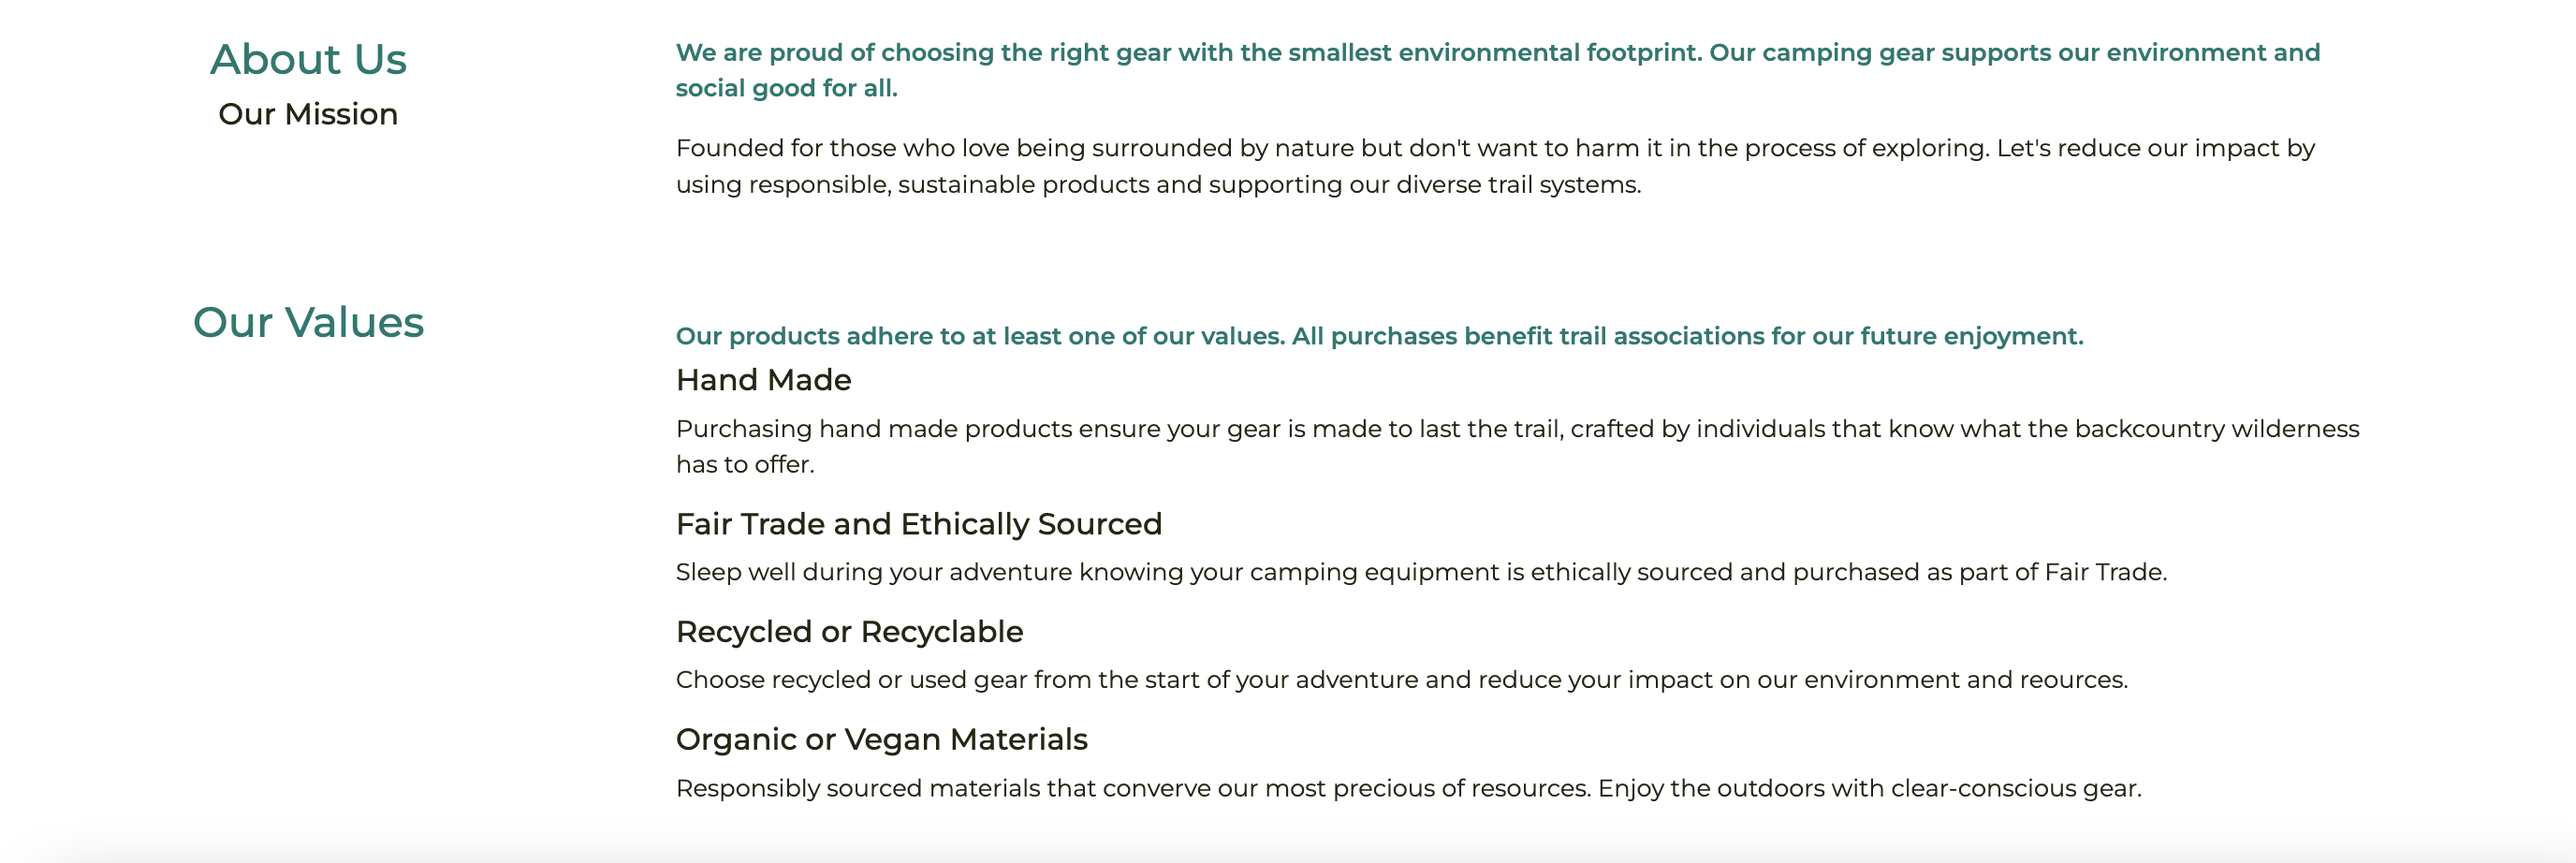 About Us
Our Mission
We are proud of choosing the right gear with the smallest environmental footprint. Our camping gear supports our environment and
social good for all.
Founded for those who love being surrounded by nature but don't want to harm it in the process of exploring. Let's reduce our impact by
using responsible, sustainable products and supporting our diverse trail systems.
Our Values
Our products adhere to at least one of our values. All purchases benefit trail associations for our future enjoyment.
Hand Made
Purchasing hand made products ensure your gear is made to last the trail, crafted by individuals that know what the backcountry wilderness
has to offer.
Fair Trade and Ethically Sourced
Sleep well during your adventure knowing your camping equipment is ethically sourced and purchased as part of Fair Trade.
Recycled or Recyclable
Choose recycled or used gear from the start of your adventure and reduce your impact on our environment and reources.
Organic or Vegan Materials
Responsibly sourced materials that converve our most precious of resources. Enjoy the outdoors with clear-conscious gear.